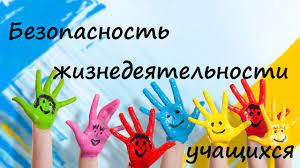 Безопасность
жизнедеятельности
учащихся